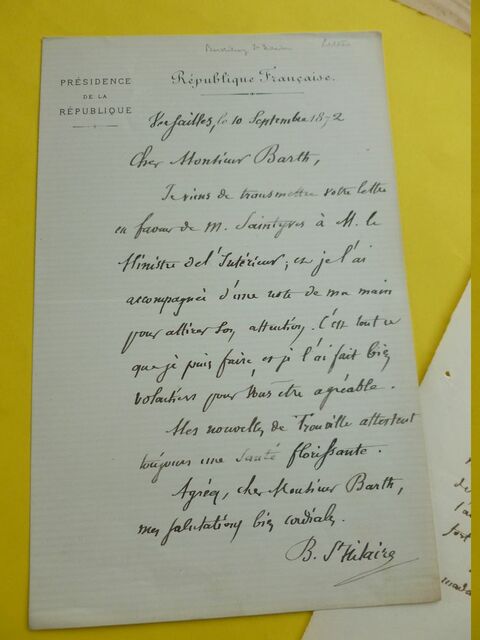 PRÉSIDENCE
DE LA
RÉPUBLIQUE
République Française.
Versailles, le 10 Septembre 1872
Cher Monsieur Barth,
Je viens de transmettre votre lettre
en faveur de M. Saintyves à M. le
Ministre de l'Intérieur; et je l'ai
accompagnée d'une note de ma main
pour attirer son attention. C'est tout ce
que je puis faire, et je l'ai fait bien
volontiers pour vous être agréable.
Mes nouvelles de Trouville attestent
toujours une santé florissante.
Agréez, cher Monsieur Barth,
mes salutations bien cordiales.
B. St Hilaire